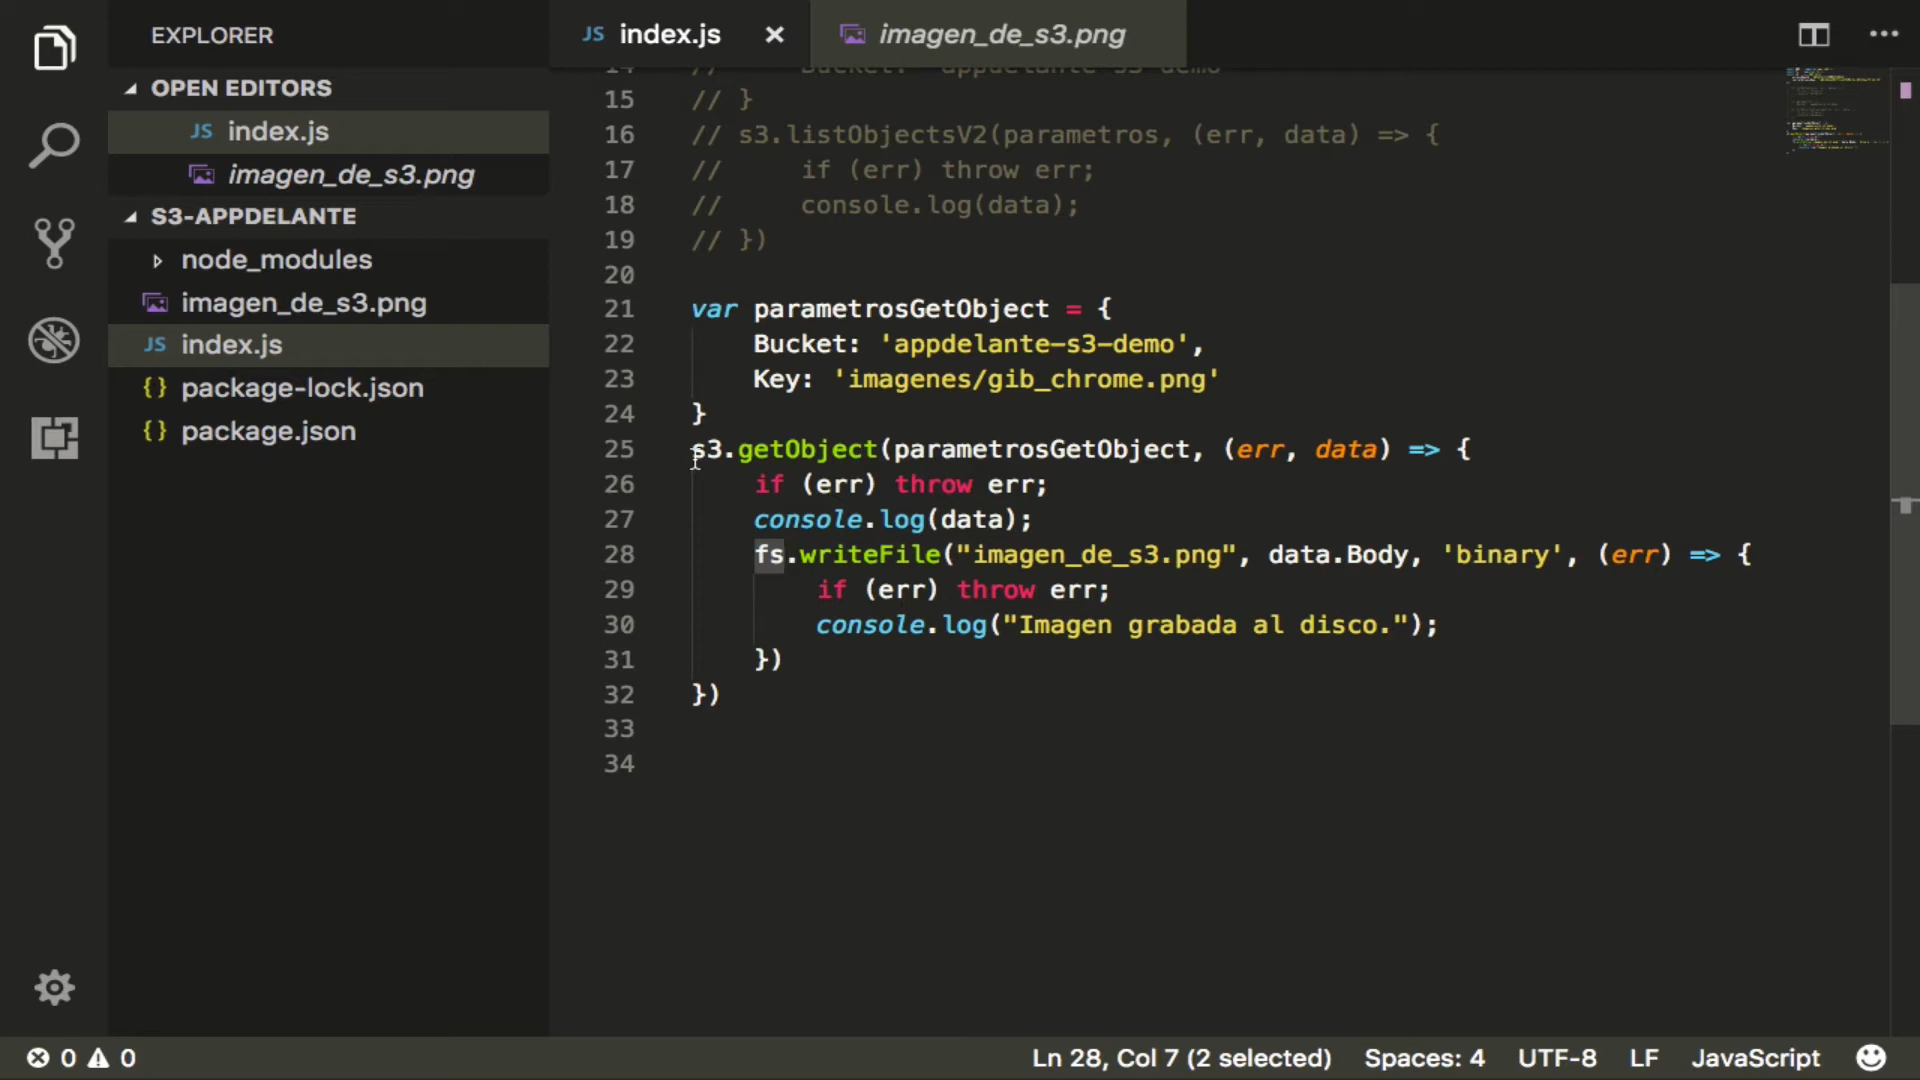 EXPLORER
OPEN EDITORS
JS index.js
imagen_de_s3.png
S3-APPDELANTE
node_modules
imagen_de_s3.png
JS index.js
{} package-lock.json
{} package.json
JS index.js ×
imagen_de_s3.png
14 // Bucket: 'appdelante-s3-demo'
15 // }
16 // s3.listObjectsV2(parametros, (err, data) => {
17 //     if (err) throw err;
18 //     console.log(data);
19 // })
20
21 var parametrosGetObject = {
22     Bucket: 'appdelante-s3-demo',
23     Key: 'imagenes/gib_chrome.png'
24 }
25 s3.getObject(parametrosGetObject, (err, data) => {
26     if (err) throw err;
27     console.log(data);
28     fs.writeFile("imagen_de_s3.png", data.Body, 'binary', (err) => {
29         if (err) throw err;
30         console.log("Imagen grabada al disco.");
31     })
32 })
33
34
0 0 Ln 28, Col 7 (2 selected) Spaces: 4 UTF-8 LF JavaScript